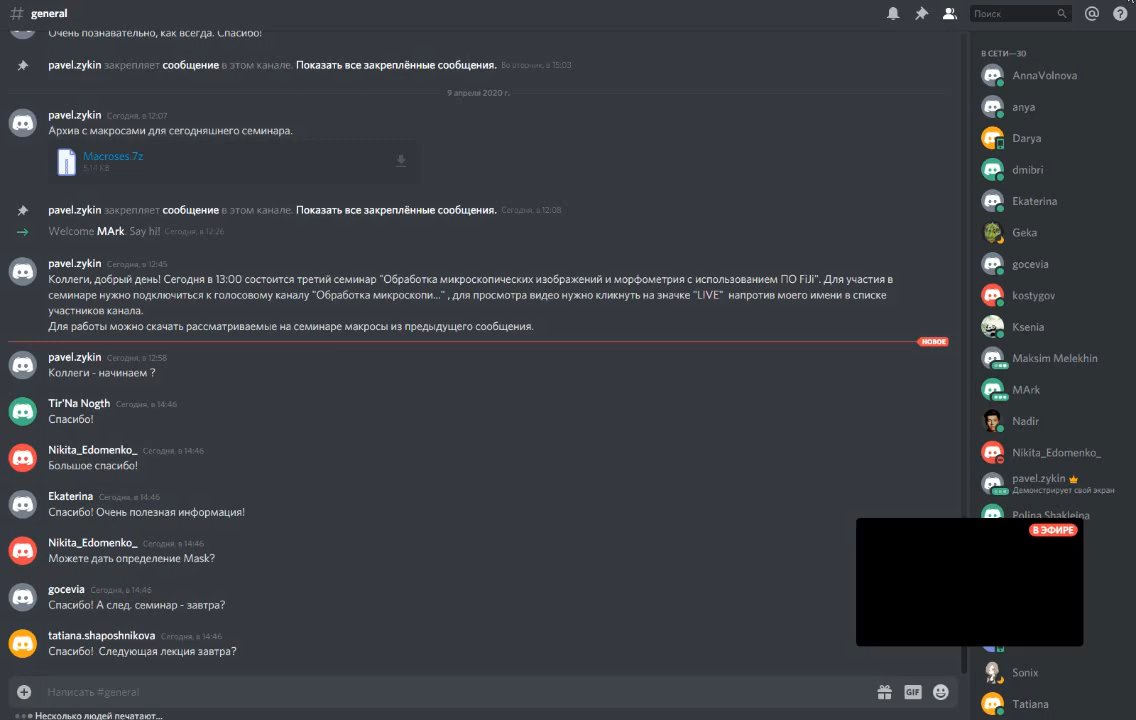 # general
Поиск
Очень познавательно, как всегда. Спасибо!
pavel.zykin закрепляет сообщение в этом канале. Показать все закреплённые сообщения. Во вторник, в 15:03
9 апреля 2020 г.
pavel.zykin Сегодня, в 12:07
Архив с макросами для сегодняшнего семинара.
Macroses.7z
5.14 KB
pavel.zykin закрепляет сообщение в этом канале. Показать все закреплённые сообщения. Сегодня, в 12:08
Welcome MArk. Say hi! Сегодня, в 12:26
pavel.zykin Сегодня, в 12:45
Коллеги, добрый день! Сегодня в 13:00 состоится третий семинар "Обработка микроскопических изображений и морфометрия с использованием ПО FiJi". Для участия в
семинаре нужно подключиться к голосовому каналу "Обработка микроскопи..." , для просмотра видео нужно кликнуть на значке "LIVE" напротив моего имени в списке
участников канала.
Для работы можно скачать рассматриваемые на семинаре макросы из предыдущего сообщения.
НОВОЕ
pavel.zykin Сегодня, в 12:58
Коллеги - начинаем ?
Tir'Na Nogth Сегодня, в 14:46
Спасибо!
Nikita_Edomenko_ Сегодня, в 14:46
Большое спасибо!
Ekaterina Сегодня, в 14:46
Спасибо! Очень полезная информация!
Nikita_Edomenko_ Сегодня, в 14:46
Можете дать определение Mask?
gocevia Сегодня, в 14:46
Спасибо! А след. семинар - завтра?
tatiana.shaposhnikova Сегодня, в 14:46
Спасибо! Следующая лекция завтра?
Написать #general
GIF
Несколько людей печатают...
В СЕТИ—30
AnnaVolnova
anya
Darya
dmibri
Ekaterina
Geka
gocevia
kostygov
Ksenia
Maksim Melekhin
MArk
Nadir
Nikita_Edomenko_
pavel.zykin
Демонстрирует свой экран
Polina Shakleina
В ЭФИРЕ
Sonix
Tatiana